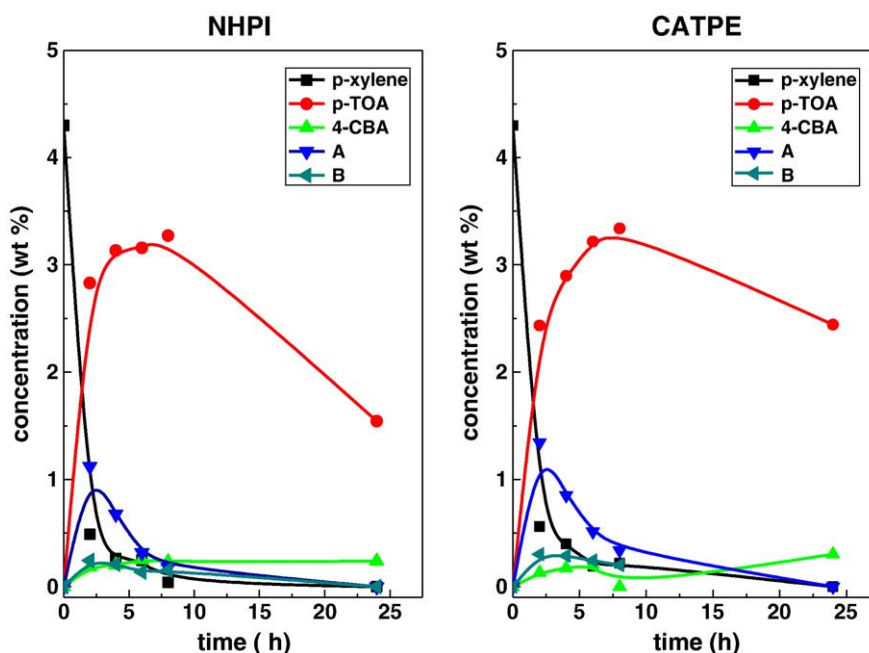 NHPI
5
4
3
2
1
0
0
5
10
15
20
25
concentration (wt %)
time ( h)
p-xylene
p-TOA
4-CBA
A
B
CATPE
5
4
3
2
1
0
0
5
10
15
20
25
concentration (wt %)
time (h)
p-xylene
p-TOA
4-CBA
A
B